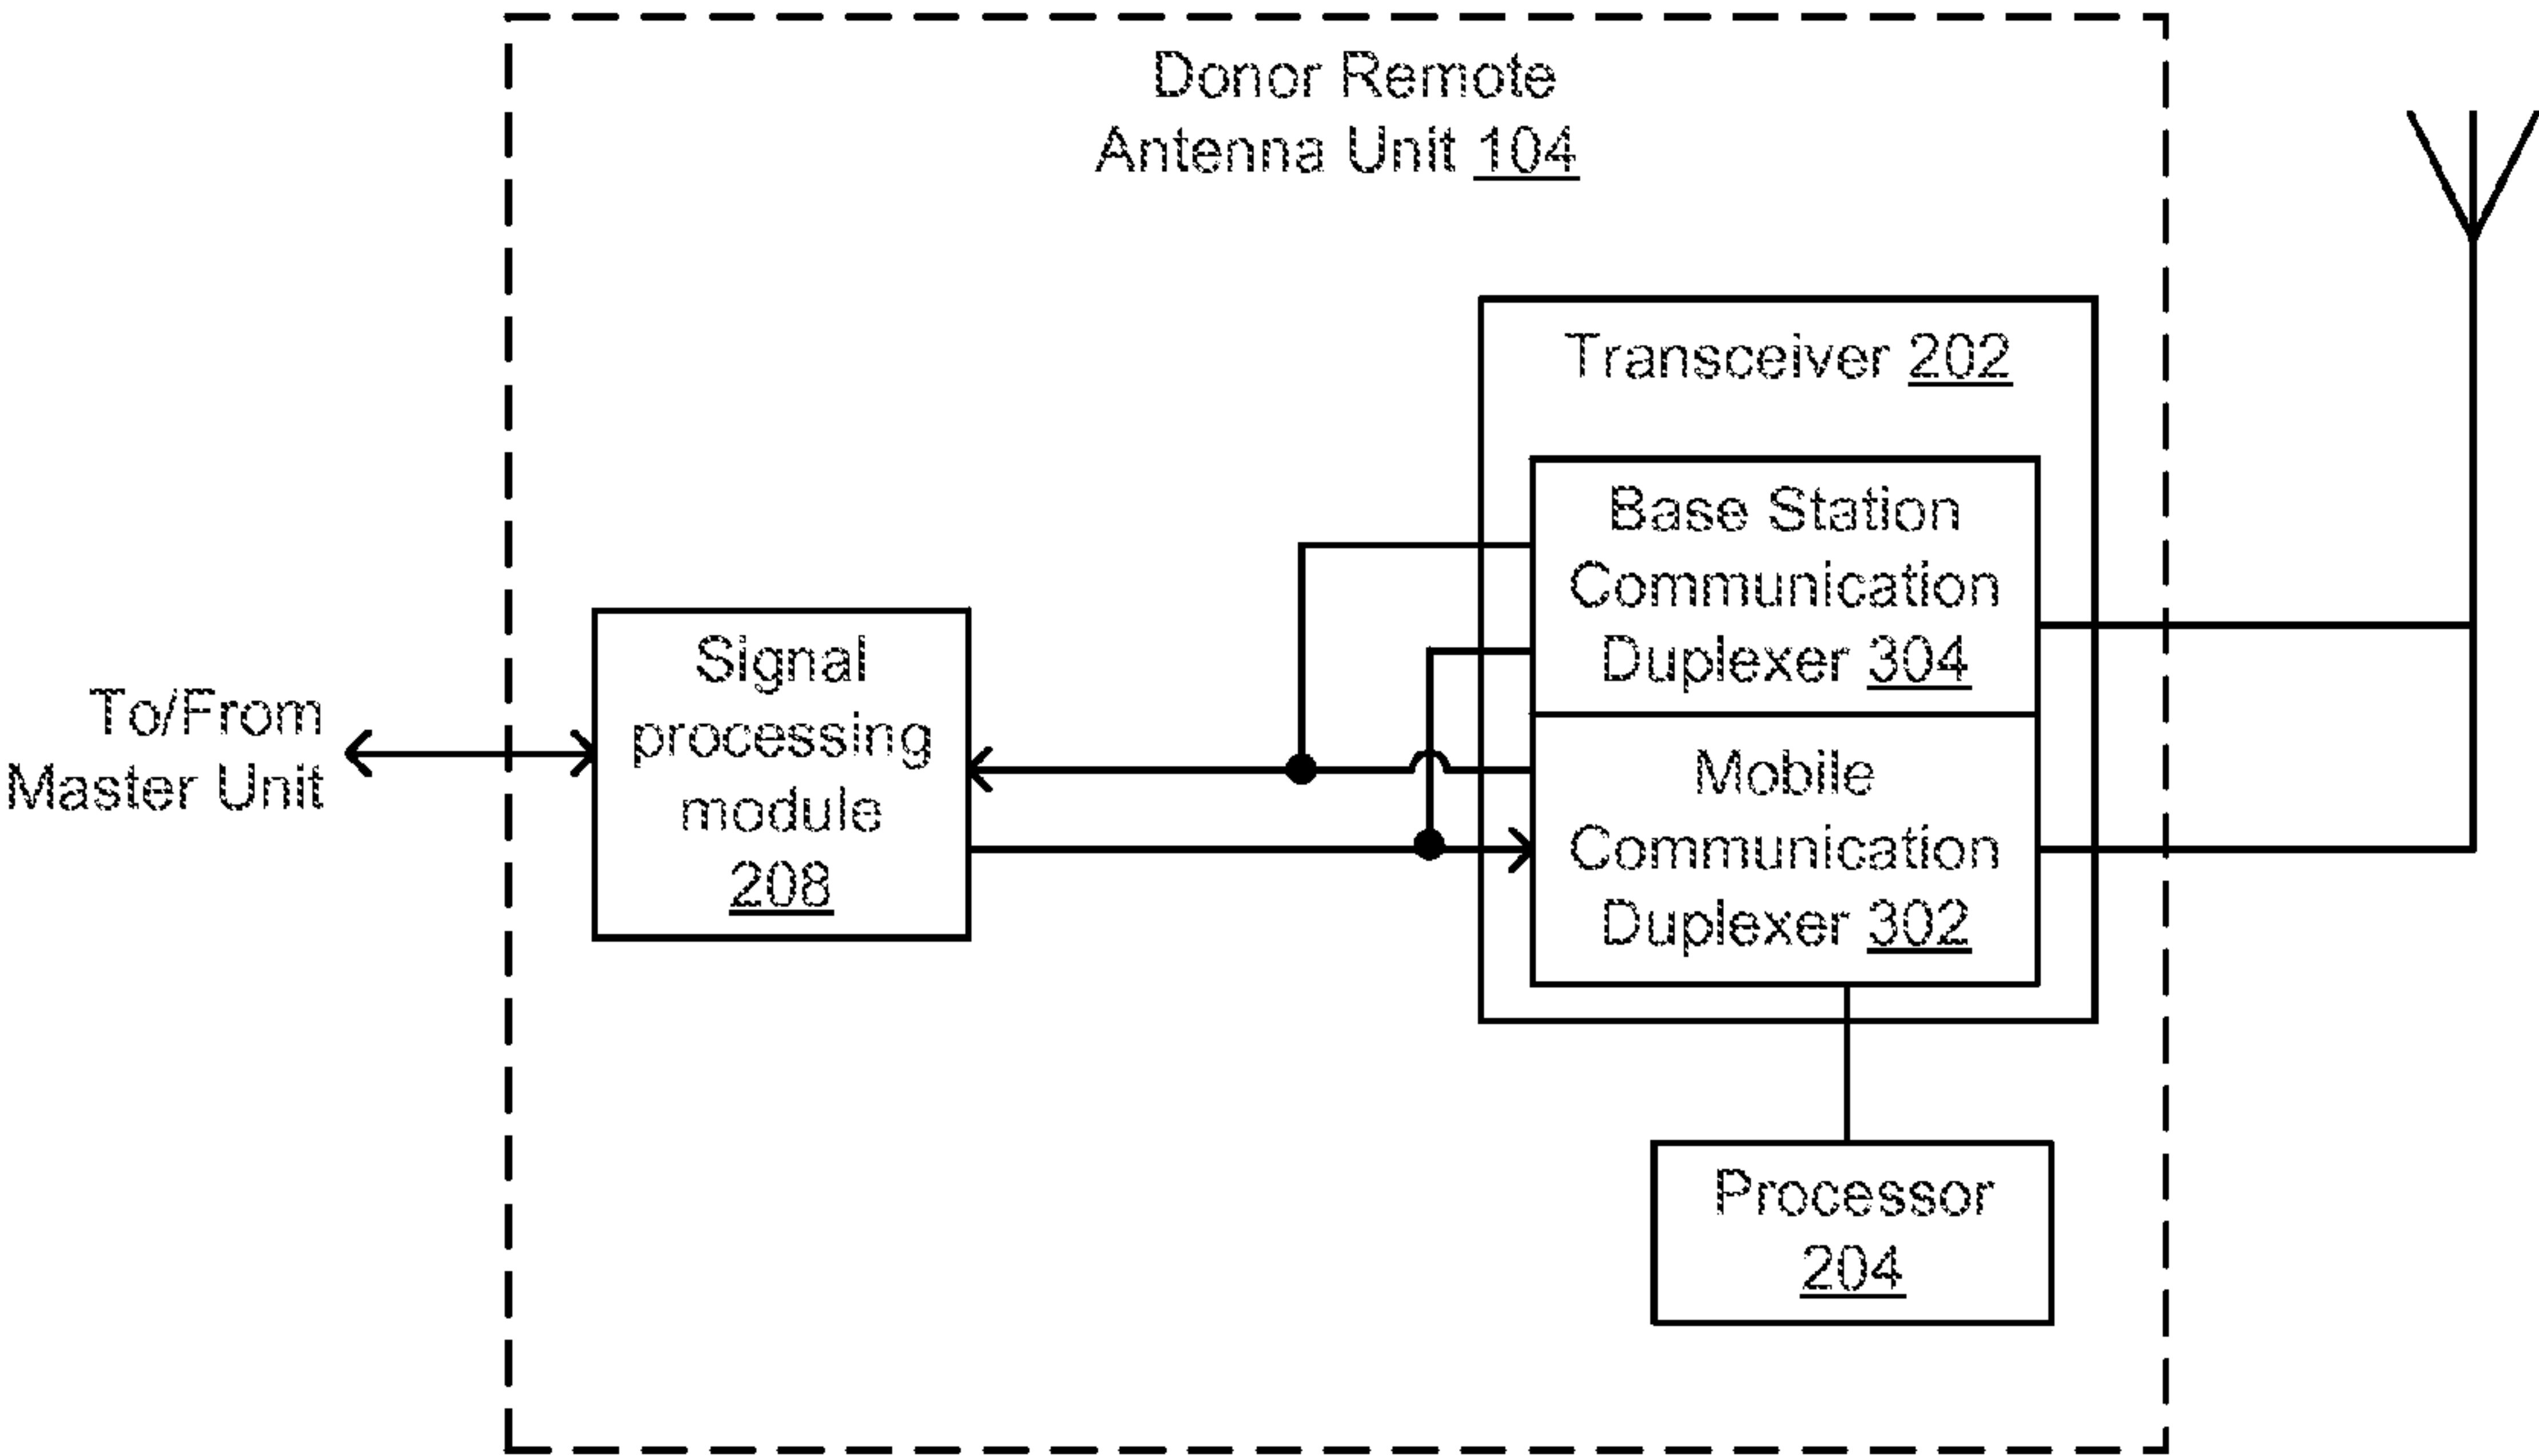 Donor Remote
Antenna Unit 104
Transceiver 202
Base Station
Communication
Duplexer 304
Signal
processing
module
208
To/From
Master Unit
Mobile
Communication
Duplexer 302
Processor
204